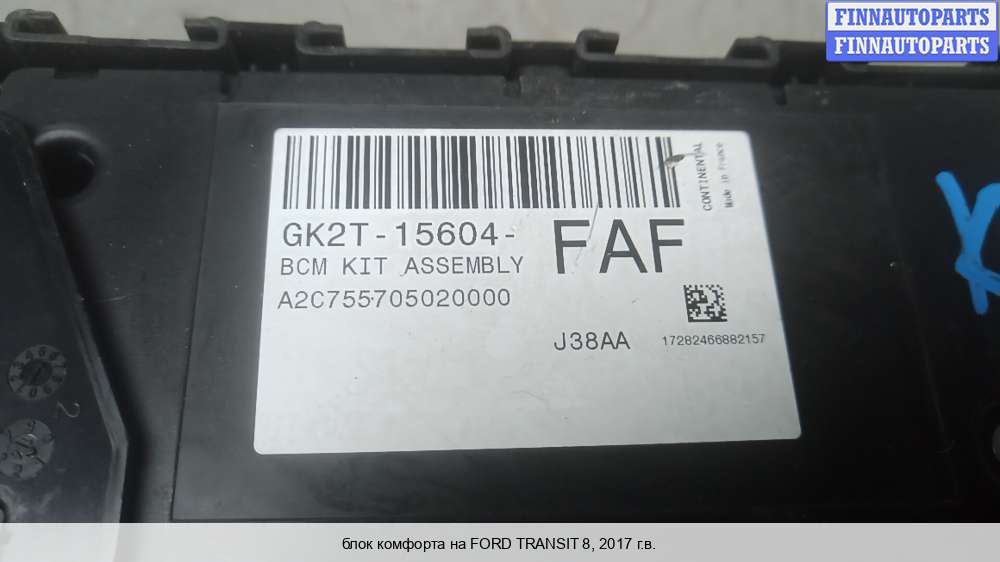 FINNAUTOPARTS
FINNAUTOPARTS
CONTINENTAL
Made in France
GK2T-15604- FAF
BCM KIT ASSEMBLY
A2C755705020000
J38AA 17282466882157
2
блок комфорта на FORD TRANSIT 8, 2017 г.в.